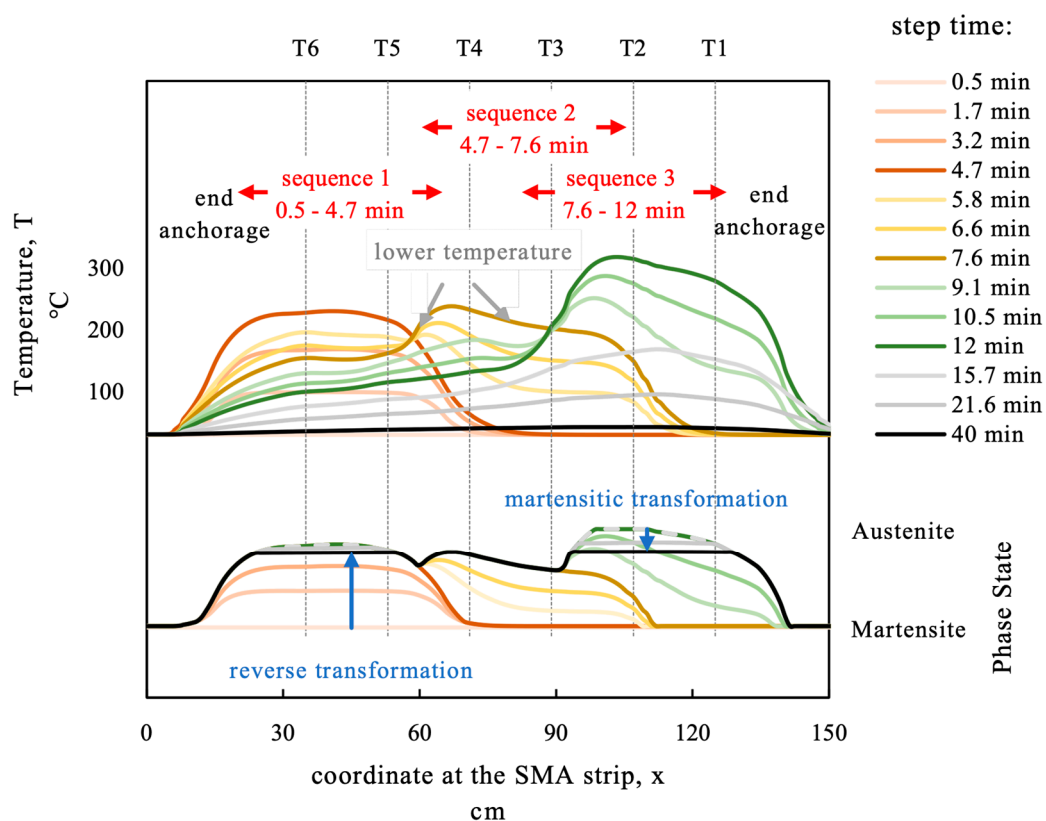 step time:
T6 T5 T4 T3 T2 T1
0.5 min
1.7 min
3.2 min
4.7 min
5.8 min
6.6 min
7.6 min
9.1 min
10.5 min
12 min
15.7 min
21.6 min
40 min
sequence 2
4.7 - 7.6 min
sequence 1
0.5 - 4.7 min
sequence 3
7.6 - 12 min
end
anchorage
end
anchorage
lower temperature
Temperature, T
°C
300
200
100
martensitic transformation
reverse transformation
Austenite
Martensite
Phase State
0 30 60 90 120 150
coordinate at the SMA strip, x
cm